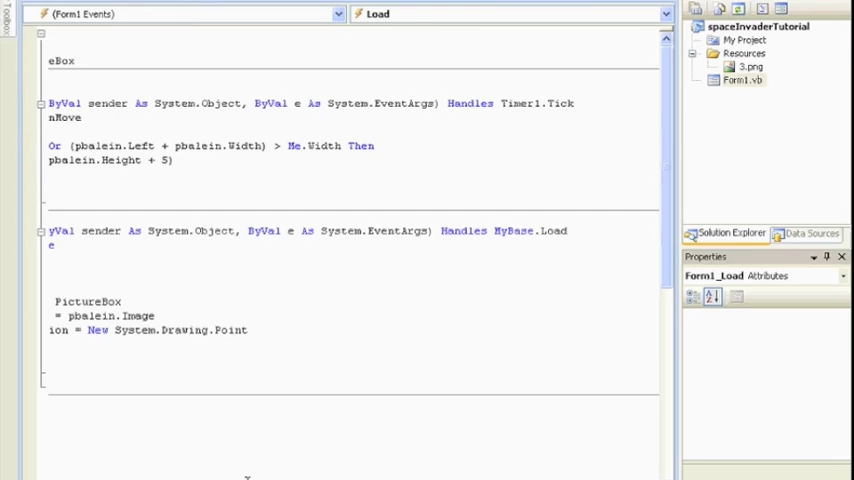 Toolbox
(Form1 Events)
Load
eBox
ByVal sender As System.Object, ByVal e As System.EventArgs) Handles Timer1.Tick
nMove
Or (pbalein.Left + pbalein.Width) > Me.Width Then
pbalein.Height + 5)
yVal sender As System.Object, ByVal e As System.EventArgs) Handles MyBase.Load
e
PictureBox
= pbalein.Image
ion = New System.Drawing.Point
spaceInvaderTutorial
My Project
Resources
3.png
Form1.vb
Solution Explorer
Data Sources
Properties
Form1_Load Attributes